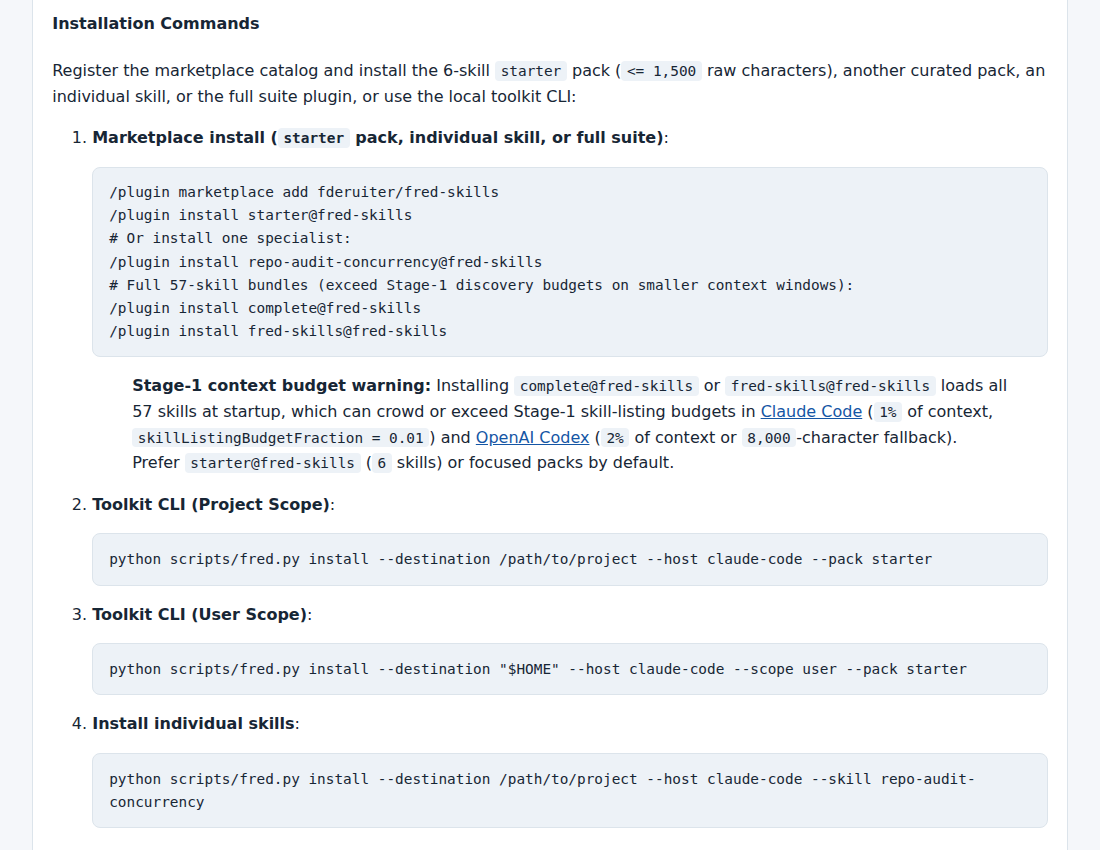 Installation Commands
Register the marketplace catalog and install the 6-skill starter pack (<= 1,500 raw characters), another curated pack, an
individual skill, or the full suite plugin, or use the local toolkit CLI:
1. Marketplace install (starter pack, individual skill, or full suite):
/plugin marketplace add fderuiter/fred-skills
/plugin install starter@fred-skills
# Or install one specialist:
/plugin install repo-audit-concurrency@fred-skills
# Full 57-skill bundles (exceed Stage-1 discovery budgets on smaller context windows):
/plugin install complete@fred-skills
/plugin install fred-skills@fred-skills
Stage-1 context budget warning: Installing complete@fred-skills or fred-skills@fred-skills loads all
57 skills at startup, which can crowd or exceed Stage-1 skill-listing budgets in Claude Code (1% of context,
skillListingBudgetFraction = 0.01) and OpenAI Codex (2% of context or 8,000-character fallback).
Prefer starter@fred-skills (6 skills) or focused packs by default.
2. Toolkit CLI (Project Scope):
python scripts/fred.py install --destination /path/to/project --host claude-code --pack starter
3. Toolkit CLI (User Scope):
python scripts/fred.py install --destination "$HOME" --host claude-code --scope user --pack starter
4. Install individual skills:
python scripts/fred.py install --destination /path/to/project --host claude-code --skill repo-audit-
concurrency